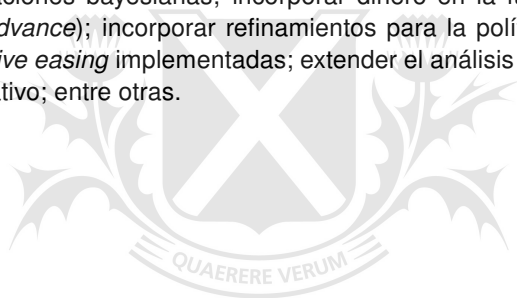 ciones bayesianas; incorporar dinero en la
dvance); incorporar refinamientos para la polí
ive easing implementadas; extender el análisis
tivo; entre otras.
QUAERERE VERUM